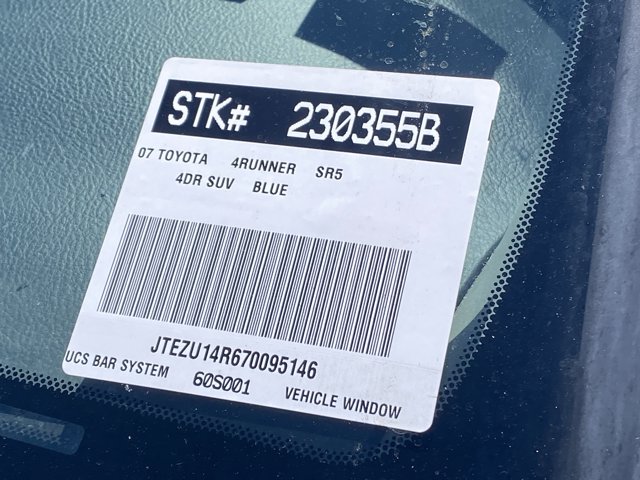 STK# 230355B
07 TOYOTA 4RUNNER SR5
4DR SUV BLUE
JTEZU14R670095146
UCS BAR SYSTEM 60S001 VEHICLE WINDOW